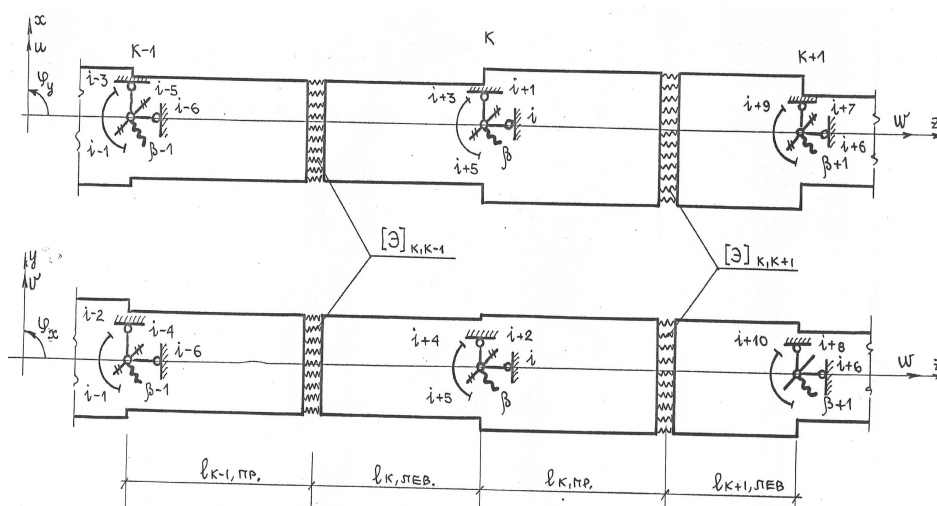 x
u
φy
K-1
K
K+1
i-3
i-5
i-6
i-1
β-1
i+3
i+1
i
i+5
β
i+9
i+7
i+6
β+1
w
z
[Э] K,K-1
[Э] K,K+1
y
v
φx
i-2
i-4
i-6
i-1
β-1
i+4
i+2
i
i+5
β
i+10
i+8
i+6
β+1
w
z
ℓK-1, ПР.
ℓK, ЛЕВ.
ℓK, ПР.
ℓK+1, ЛЕВ